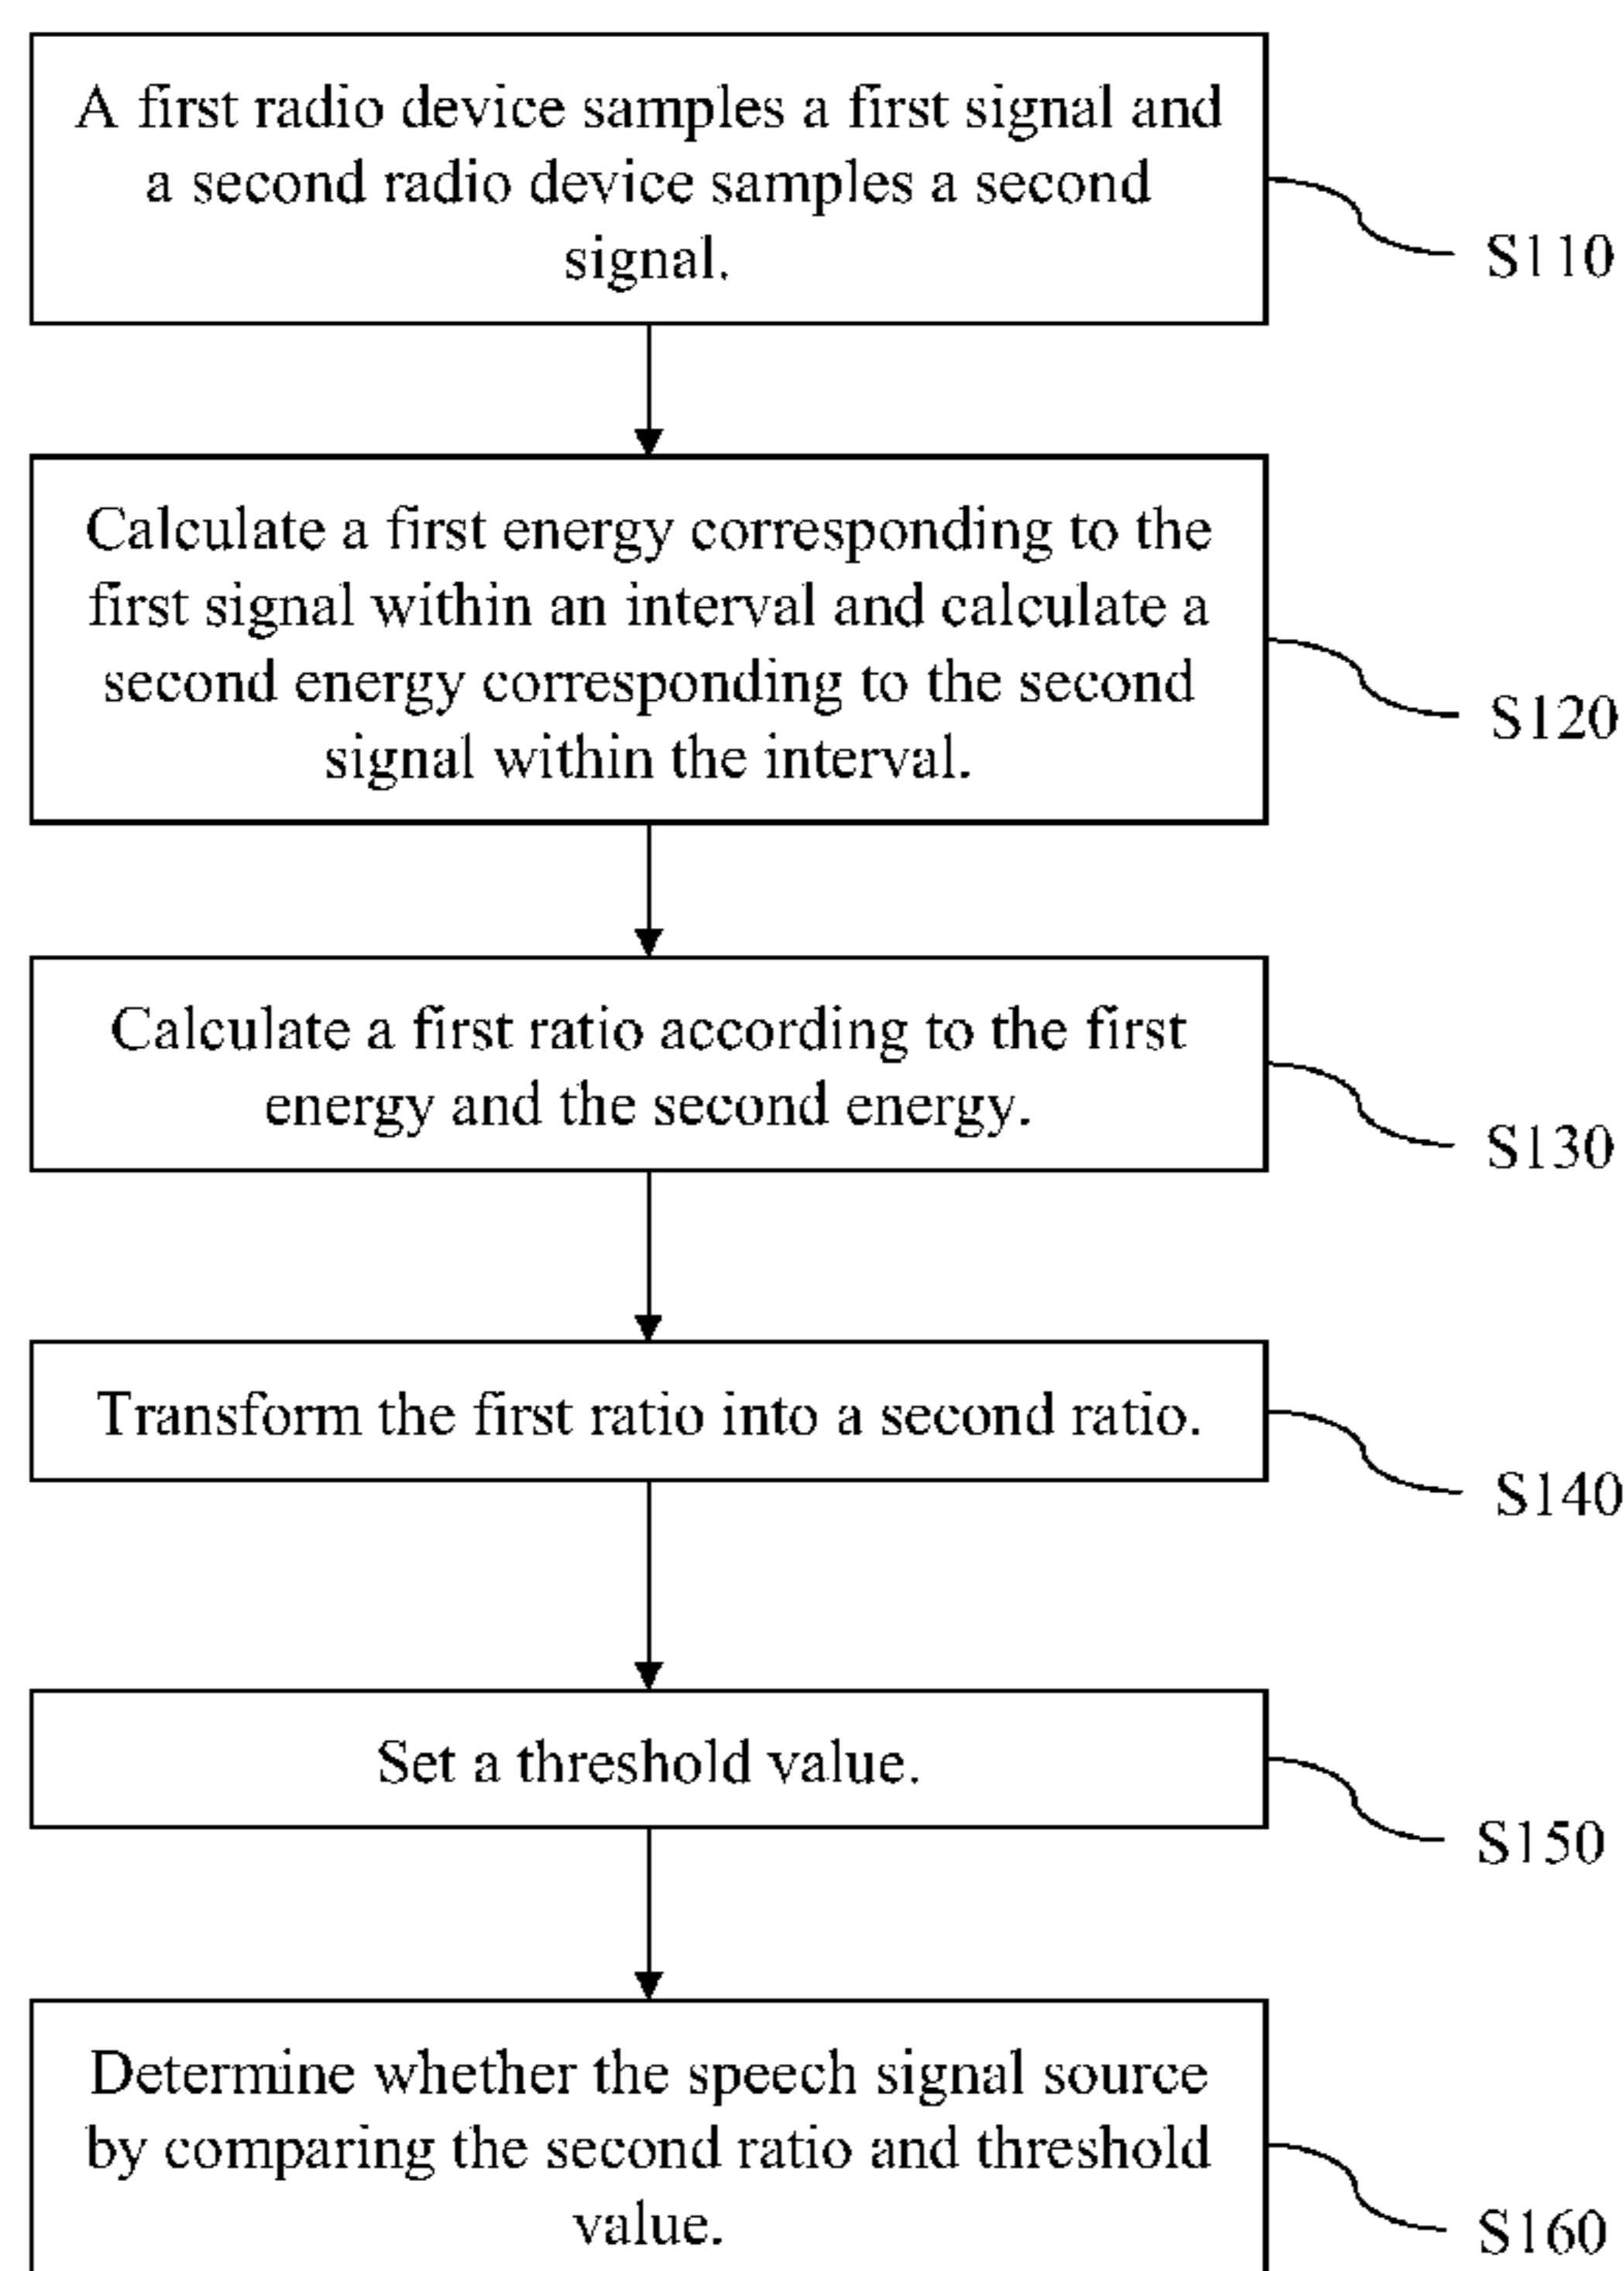 A first radio device samples a first signal and
a second radio device samples a second
signal.
S110
Calculate a first energy corresponding to the
first signal within an interval and calculate a
second energy corresponding to the second
signal within the interval.
S120
Calculate a first ratio according to the first
energy and the second energy.
S130
Transform the first ratio into a second ratio.
S140
Set a threshold value.
S150
Determine whether the speech signal source
by comparing the second ratio and threshold
value.
S160